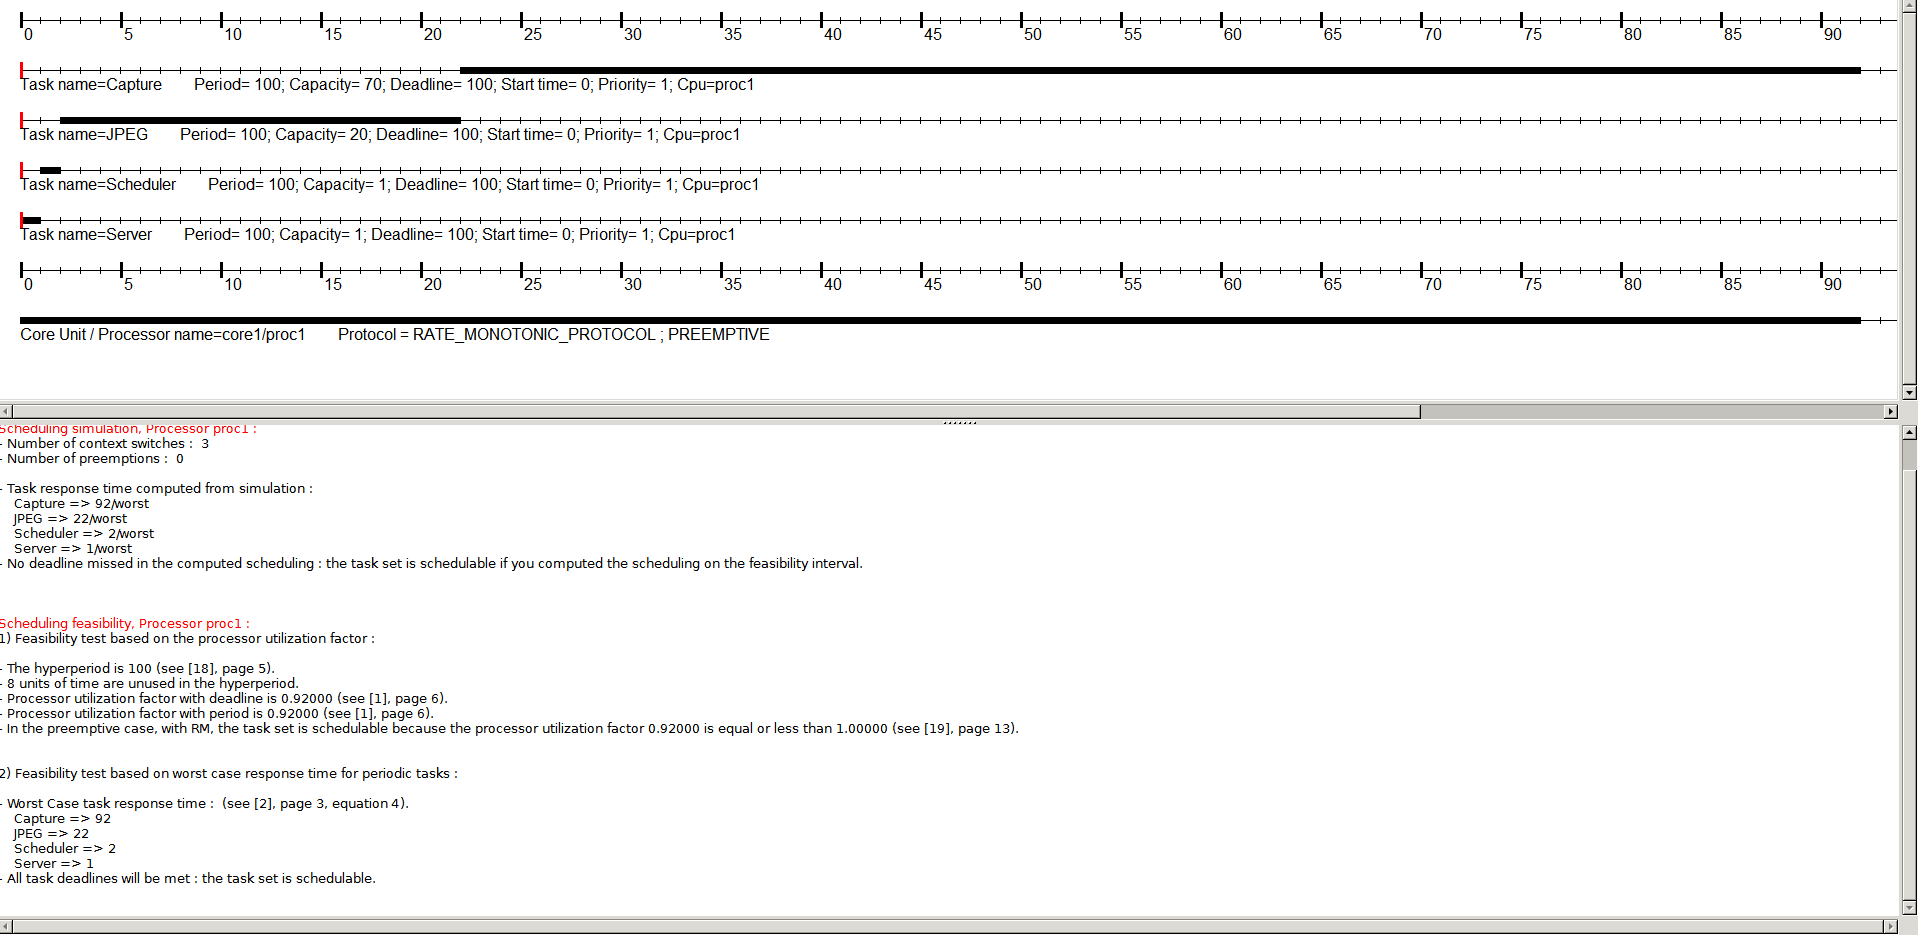 0 5 10 15 20 25 30 35 40 45 50 55 60 65 70 75 80 85 90
Task name=Capture Period= 100; Capacity= 70; Deadline= 100; Start time= 0; Priority= 1; Cpu=proc1
Task name=JPEG Period= 100; Capacity= 20; Deadline= 100; Start time= 0; Priority= 1; Cpu=proc1
Task name=Scheduler Period= 100; Capacity= 1; Deadline= 100; Start time= 0; Priority= 1; Cpu=proc1
Task name=Server Period= 100; Capacity= 1; Deadline= 100; Start time= 0; Priority= 1; Cpu=proc1
0 5 10 15 20 25 30 35 40 45 50 55 60 65 70 75 80 85 90
Core Unit / Processor name=core1/proc1 Protocol = RATE_MONOTONIC_PROTOCOL ; PREEMPTIVE
Scheduling simulation, Processor proc1 :
- Number of context switches : 3
- Number of preemptions : 0
- Task response time computed from simulation :
Capture => 92/worst
JPEG => 22/worst
Scheduler => 2/worst
Server => 1/worst
- No deadline missed in the computed scheduling : the task set is schedulable if you computed the scheduling on the feasibility interval.
Scheduling feasibility, Processor proc1 :
1) Feasibility test based on the processor utilization factor :
- The hyperperiod is 100 (see [18], page 5).
- 8 units of time are unused in the hyperperiod.
- Processor utilization factor with deadline is 0.92000 (see [1], page 6).
- Processor utilization factor with period is 0.92000 (see [1], page 6).
- In the preemptive case, with RM, the task set is schedulable because the processor utilization factor 0.92000 is equal or less than 1.00000 (see [19], page 13).
2) Feasibility test based on worst case response time for periodic tasks :
- Worst Case task response time : (see [2], page 3, equation 4).
Capture => 92
JPEG => 22
Scheduler => 2
Server => 1
- All task deadlines will be met : the task set is schedulable.